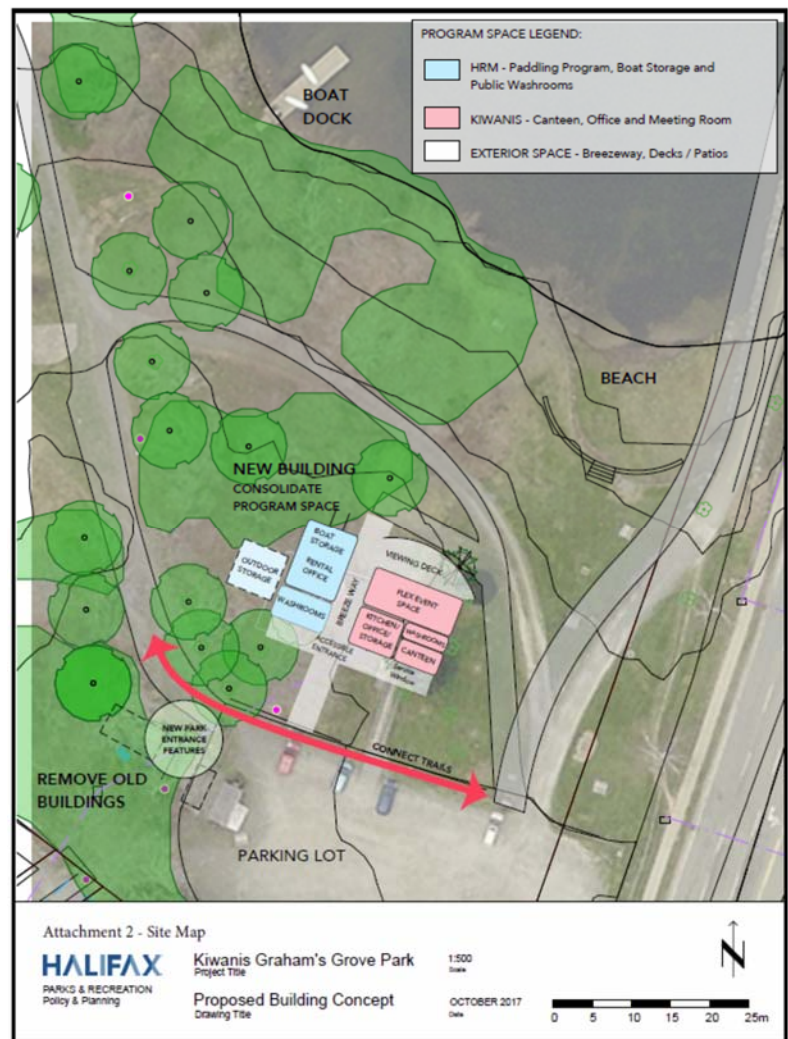 PROGRAM SPACE LEGEND:
HRM - Paddling Program, Boat Storage and
Public Washrooms
KIWANIS - Canteen, Office and Meeting Room
EXTERIOR SPACE - Breezeway, Decks / Patios
BOAT
DOCK
BEACH
NEW BUILDING
CONSOLIDATE
PROGRAM SPACE
BOAT
STORAGE
RENTAL
OFFICE
OUTDOOR
STORAGE
WASHROOMS
BREEZE WAY
VIEWING DECK
FLEX EVENT
SPACE
KITCHEN/
OFFICE/
STORAGE
WASHROOMS
CANTEEN
Service
Window
ACCESSIBLE
ENTRANCE
CONNECT TRAILS
NEW PARK
ENTRANCE
FEATURES
REMOVE OLD
BUILDINGS
PARKING LOT
Attachment 2 - Site Map
HALIFAX
PARKS & RECREATION
Policy & Planning
Kiwanis Graham's Grove Park
Project Title
Proposed Building Concept
Drawing Title
1:500
Scale
OCTOBER 2017
Date
N
0 5 10 15 20 25m